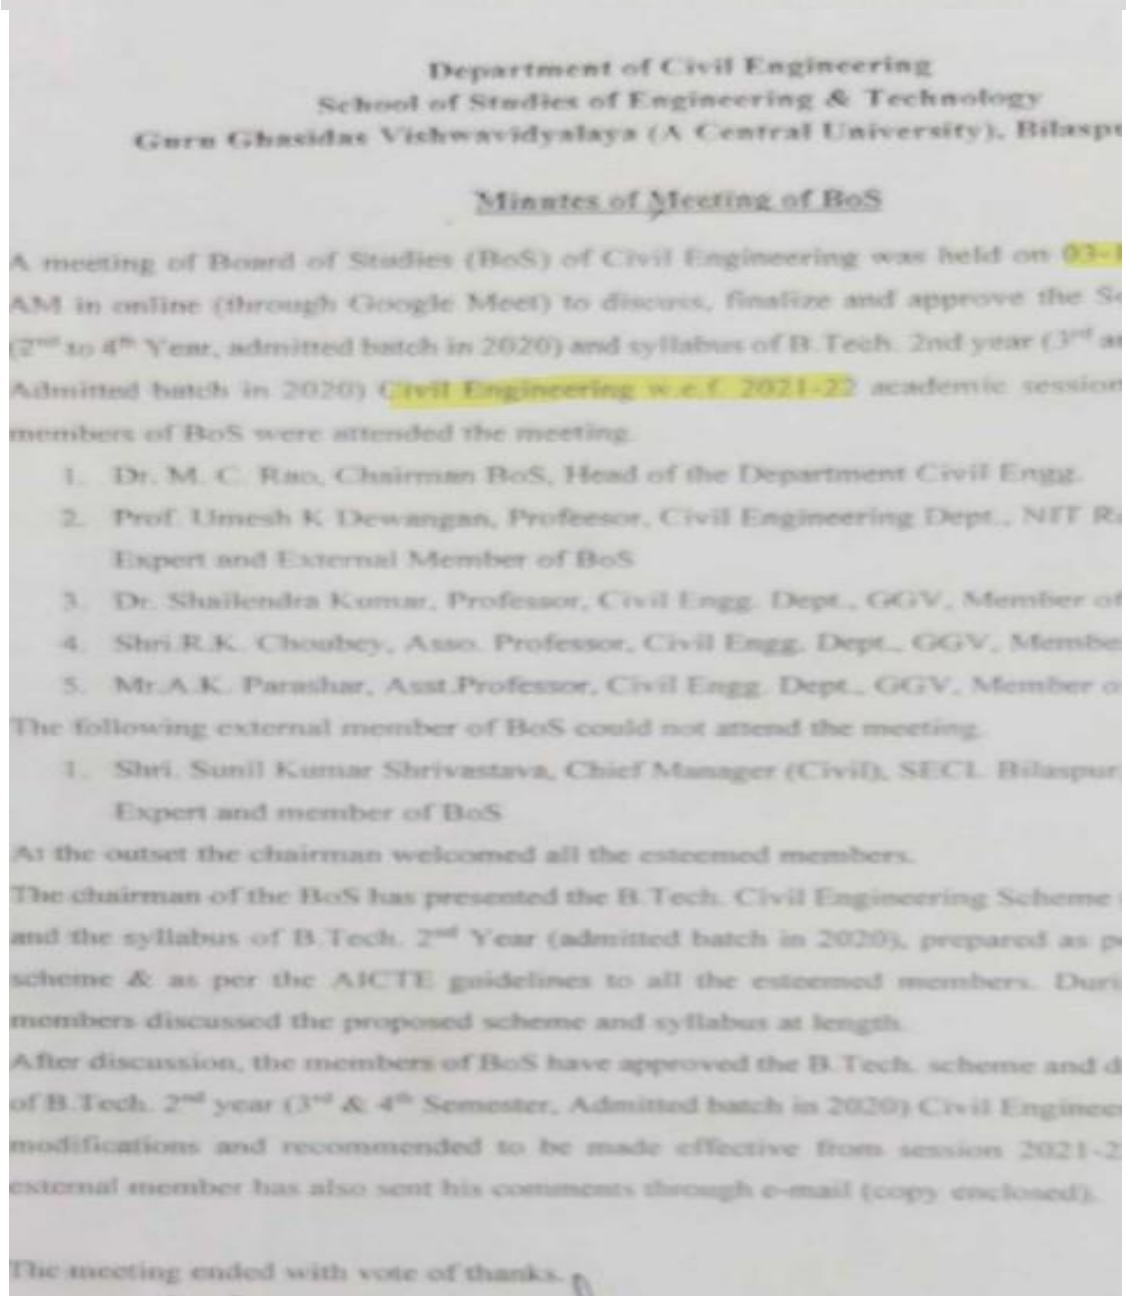 Department of Civil Engineering
School of Studies of Engineering & Technology
Guru Ghasidas Vishwavidyalaya (A Central University), Bilaspu
Minutes of Meeting of BoS
A meeting of Board of Studies (BoS) of Civil Engineering was held on 03-1
AM in online (through Google Meet) to discuss, finalize and approve the Sc
(2nd to 4th Year, admitted batch in 2020) and syllabus of B.Tech. 2nd year (3rd an
Admitted batch in 2020) Civil Engineering w.e.f. 2021-22 academic session
members of BoS were attended the meeting.
1. Dr. M. C. Rao, Chairman BoS, Head of the Department Civil Engg.
2. Prof. Umesh K Dewangan, Profeesor, Civil Engineering Dept., NIT Ra
Expert and External Member of BoS
3. Dr. Shailendra Kumar, Professor, Civil Engg. Dept., GGV, Member of
4. Shri.R.K. Choubey, Asso. Professor, Civil Engg. Dept., GGV, Membe
5. Mr.A.K. Parashar, Asst.Professor, Civil Engg. Dept., GGV, Member o
The following external member of BoS could not attend the meeting.
1. Shri. Sunil Kumar Shrivastava, Chief Manager (Civil), SECL Bilaspur
Expert and member of BoS
At the outset the chairman welcomed all the esteemed members.
The chairman of the BoS has presented the B.Tech. Civil Engineering Scheme
and the syllabus of B.Tech. 2nd Year (admitted batch in 2020), prepared as pe
scheme & as per the AICTE guidelines to all the esteemed members. Duri
members discussed the proposed scheme and syllabus at length.
After discussion, the members of BoS have approved the B.Tech. scheme and d
of B.Tech. 2nd year (3rd & 4th Semester, Admitted batch in 2020) Civil Engineer
modifications and recommended to be made effective from session 2021-2
external member has also sent his comments through e-mail (copy enclosed).
The meeting ended with vote of thanks.